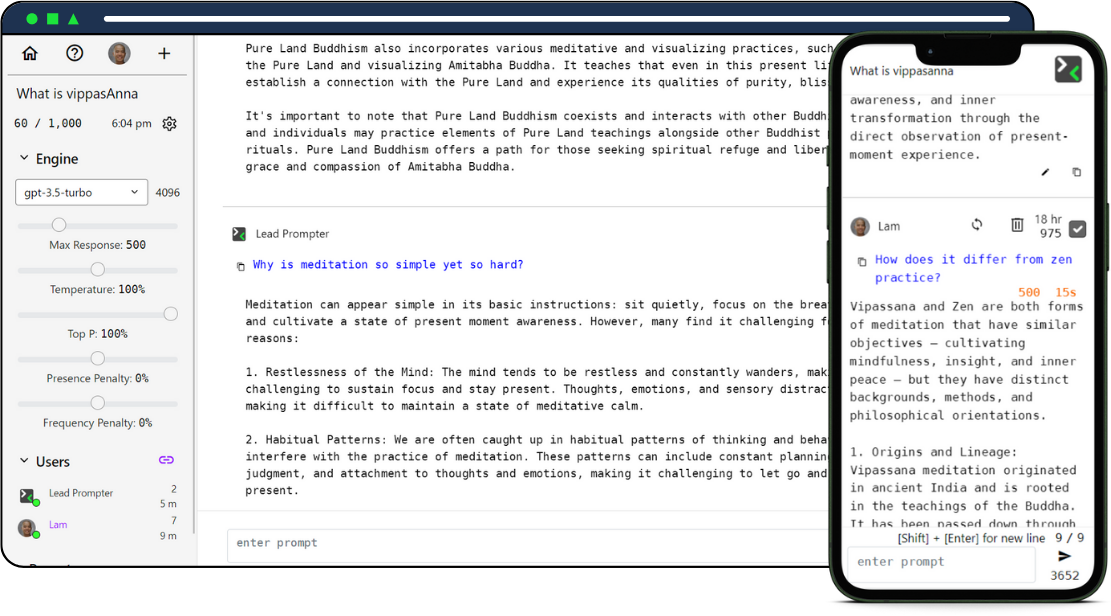 What is vippasAnna
60 / 1,000 6:04 pm
Engine
gpt-3.5-turbo 4096
Max Response: 500
Temperature: 100%
Top P: 100%
Presence Penalty: 0%
Frequency Penalty: 0%
Users
Lead Prompter 2
5 m
Lam 7
9 m
Pure Land Buddhism also incorporates various meditative and visualizing practices, suc
the Pure Land and visualizing Amitabha Buddha. It teaches that even in this present li
establish a connection with the Pure Land and experience its qualities of purity, blis
It's important to note that Pure Land Buddhism coexists and interacts with other Buddh
and individuals may practice elements of Pure Land teachings alongside other Buddhist
rituals. Pure Land Buddhism offers a path for those seeking spiritual refuge and liber
grace and compassion of Amitabha Buddha.
Lead Prompter
Why is meditation so simple yet so hard?
Meditation can appear simple in its basic instructions: sit quietly, focus on the brea
and cultivate a state of present moment awareness. However, many find it challenging f
reasons:
1. Restlessness of the Mind: The mind tends to be restless and constantly wanders, mak
challenging to sustain focus and stay present. Thoughts, emotions, and sensory distrac
making it difficult to maintain a state of meditative calm.
2. Habitual Patterns: We are often caught up in habitual patterns of thinking and beha
interfere with the practice of meditation. These patterns can include constant planning
judgment, and attachment to thoughts and emotions, making it challenging to let go and
present.
enter prompt
What is vippasanna
awareness, and inner
transformation through the
direct observation of present-
moment experience.
Lam 18 hr
975
How does it differ from zen
practice?
500 15s
Vipassana and Zen are both forms
of meditation that have similar
objectives – cultivating
mindfulness, insight, and inner
peace – but they have distinct
backgrounds, methods, and
philosophical orientations.
1. Origins and Lineage:
Vipassana meditation originated
in ancient India and is rooted
in the teachings of the Buddha.
It has been passed down through
[Shift] + [Enter] for new line 9 / 9
enter prompt
3652